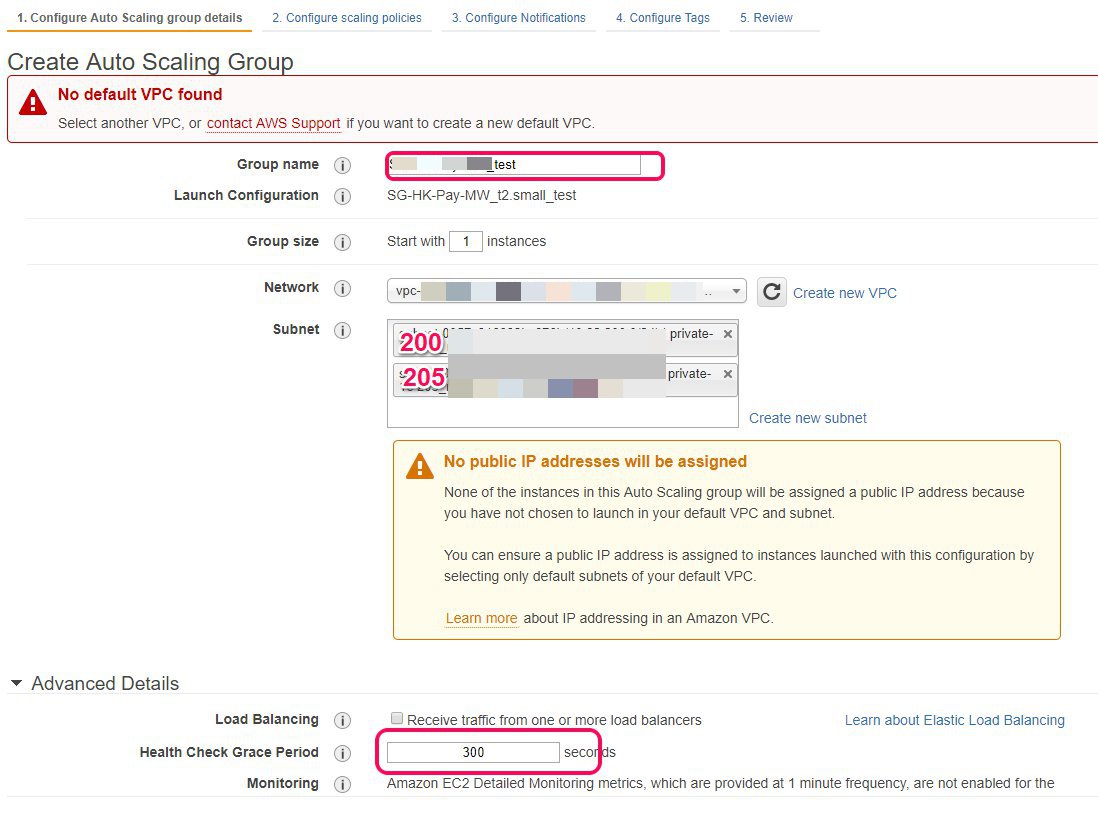 1. Configure Auto Scaling group details 2. Configure scaling policies 3. Configure Notifications 4. Configure Tags 5. Review
Create Auto Scaling Group
No default VPC found
Select another VPC, or contact AWS Support if you want to create a new default VPC.
Group name i _test
Launch Configuration i SG-HK-Pay-MW_t2.small_test
Group size i Start with 1 instances
Network i vpc- .. Create new VPC
Subnet i
200 private- ×
205 private- ×
Create new subnet
No public IP addresses will be assigned
None of the instances in this Auto Scaling group will be assigned a public IP address because
you have not chosen to launch in your default VPC and subnet.
You can ensure a public IP address is assigned to instances launched with this configuration by
selecting only default subnets of your default VPC.
Learn more about IP addressing in an Amazon VPC.
Advanced Details
Load Balancing i Receive traffic from one or more load balancers Learn about Elastic Load Balancing
Health Check Grace Period i 300 seconds
Monitoring i Amazon EC2 Detailed Monitoring metrics, which are provided at 1 minute frequency, are not enabled for the